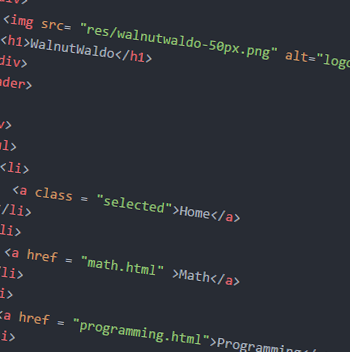 div>
<img src= "res/walnutwaldo-50px.png" alt="logo
<h1>WalnutWaldo</h1>
div>
ader>
v>
ul>
<li>
<a class = "selected">Home</a>
</li>
li>
<a href = "math.html" >Math</a>
/li>
i>
<a href = "programming.html">Programming</
i>